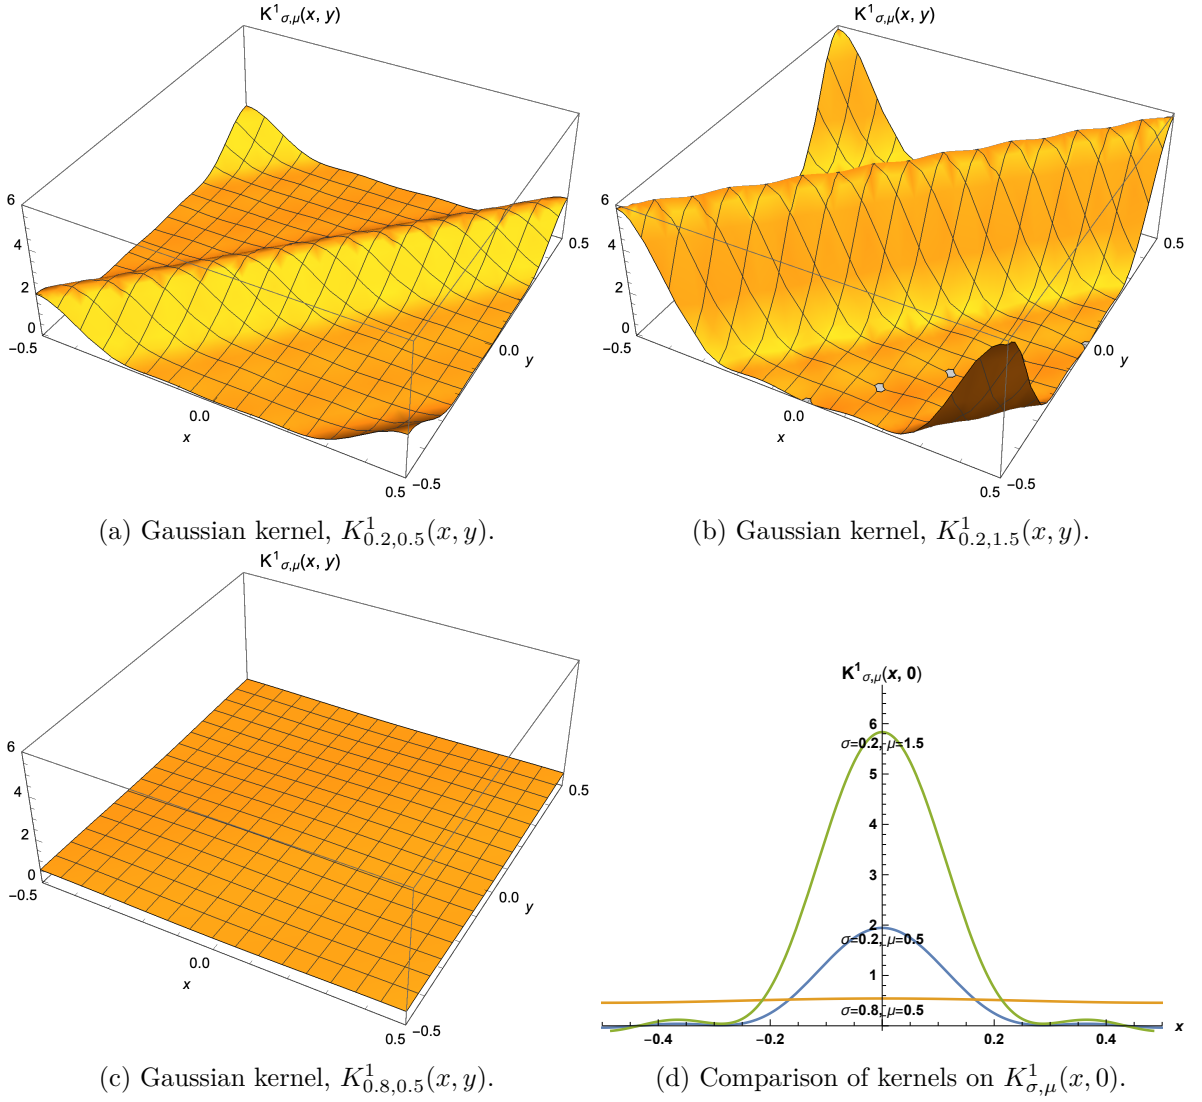 K¹σ,μ(x, y)
6
4
2
0
−0.5
0.0
x
0.5
−0.5
0.0
y
0.5
(a) Gaussian kernel, K¹0.2,0.5(x, y).
K¹σ,μ(x, y)
6
4
2
0
−0.5
0.0
x
0.5
−0.5
0.0
y
0.5
(b) Gaussian kernel, K¹0.2,1.5(x, y).
K¹σ,μ(x, y)
6
4
2
0
−0.5
0.0
x
0.5
−0.5
0.0
y
0.5
(c) Gaussian kernel, K¹0.8,0.5(x, y).
K¹σ,μ(x, 0)
6
σ=0.2, μ=1.5
5
4
3
2
σ=0.2, μ=0.5
1
σ=0.8, μ=0.5
−0.4 −0.2 0.2 0.4 x
(d) Comparison of kernels on K¹σ,μ(x, 0).